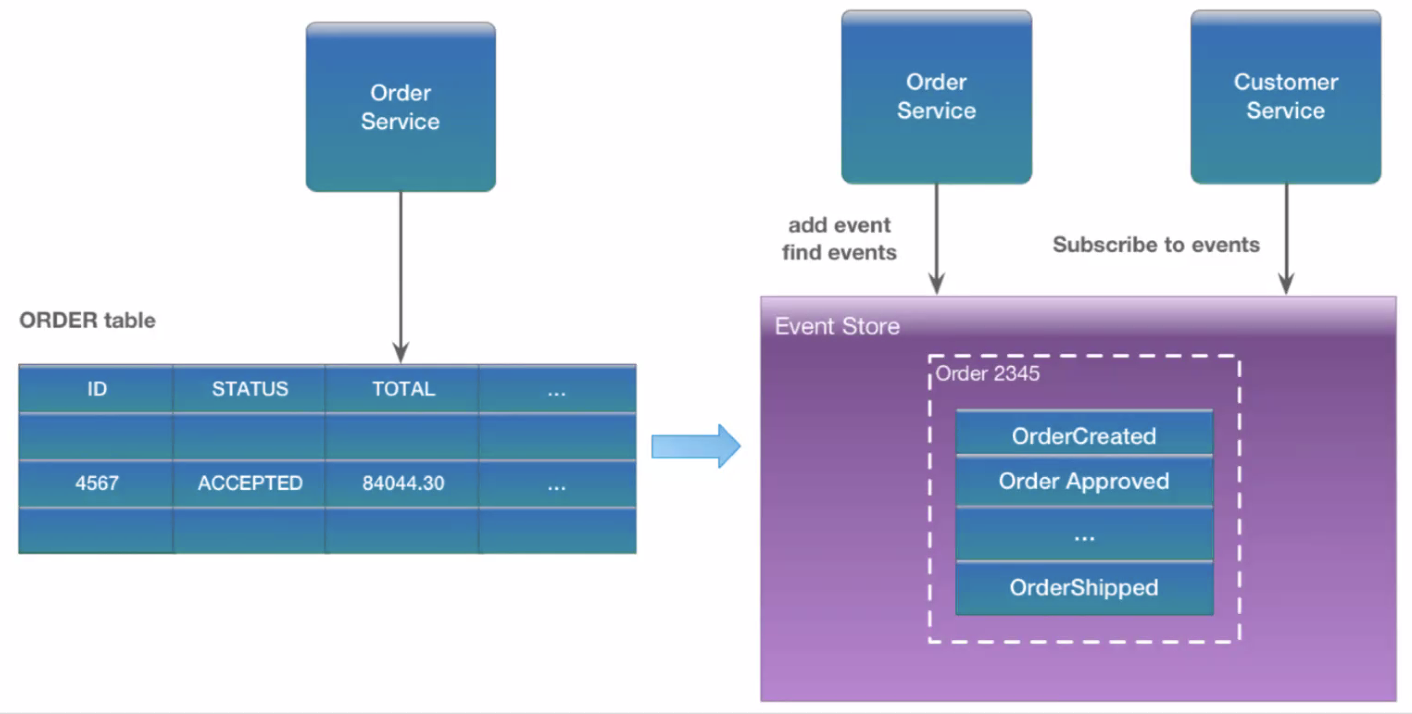 Order
Service
ORDER table
ID STATUS TOTAL ...
4567 ACCEPTED 84044.30 ...
Order
Service
Customer
Service
add event
find events
Subscribe to events
Event Store
Order 2345
OrderCreated
Order Approved
...
OrderShipped